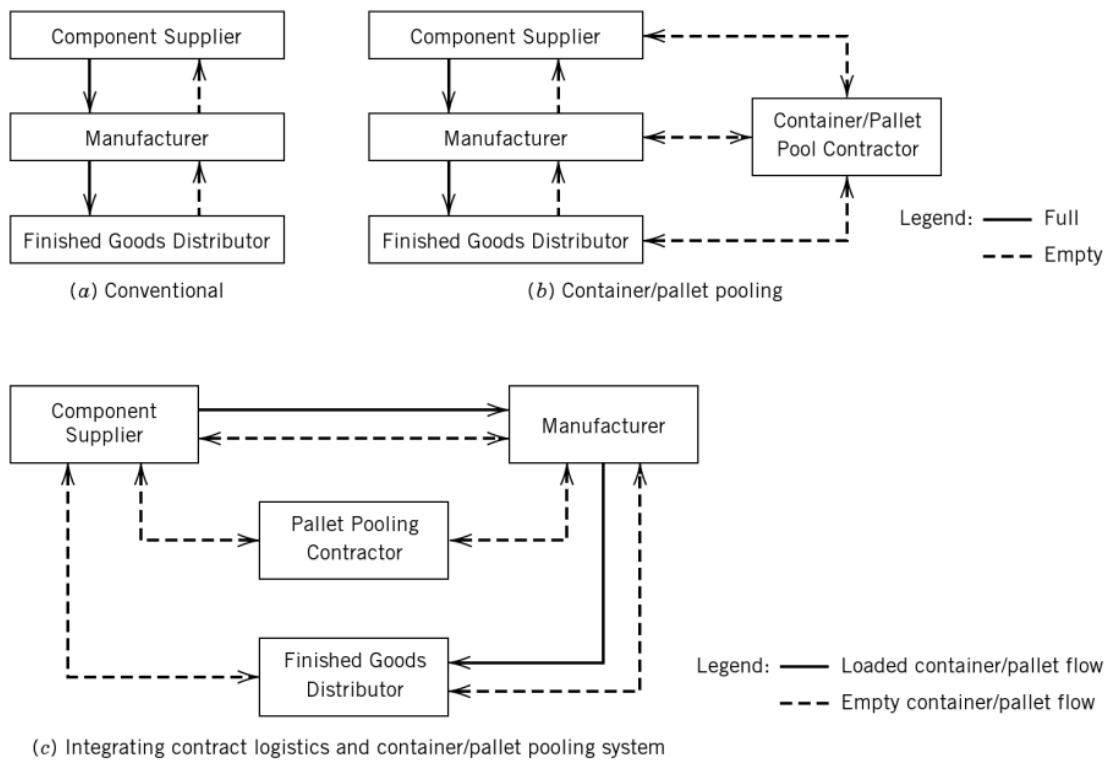 Component Supplier
Manufacturer
Finished Goods Distributor
(a) Conventional
Component Supplier
Manufacturer
Finished Goods Distributor
Container/Pallet
Pool Contractor
(b) Container/pallet pooling
Legend: Full
Empty
Component
Supplier
Manufacturer
Pallet Pooling
Contractor
Finished Goods
Distributor
Legend: Loaded container/pallet flow
Empty container/pallet flow
(c) Integrating contract logistics and container/pallet pooling system